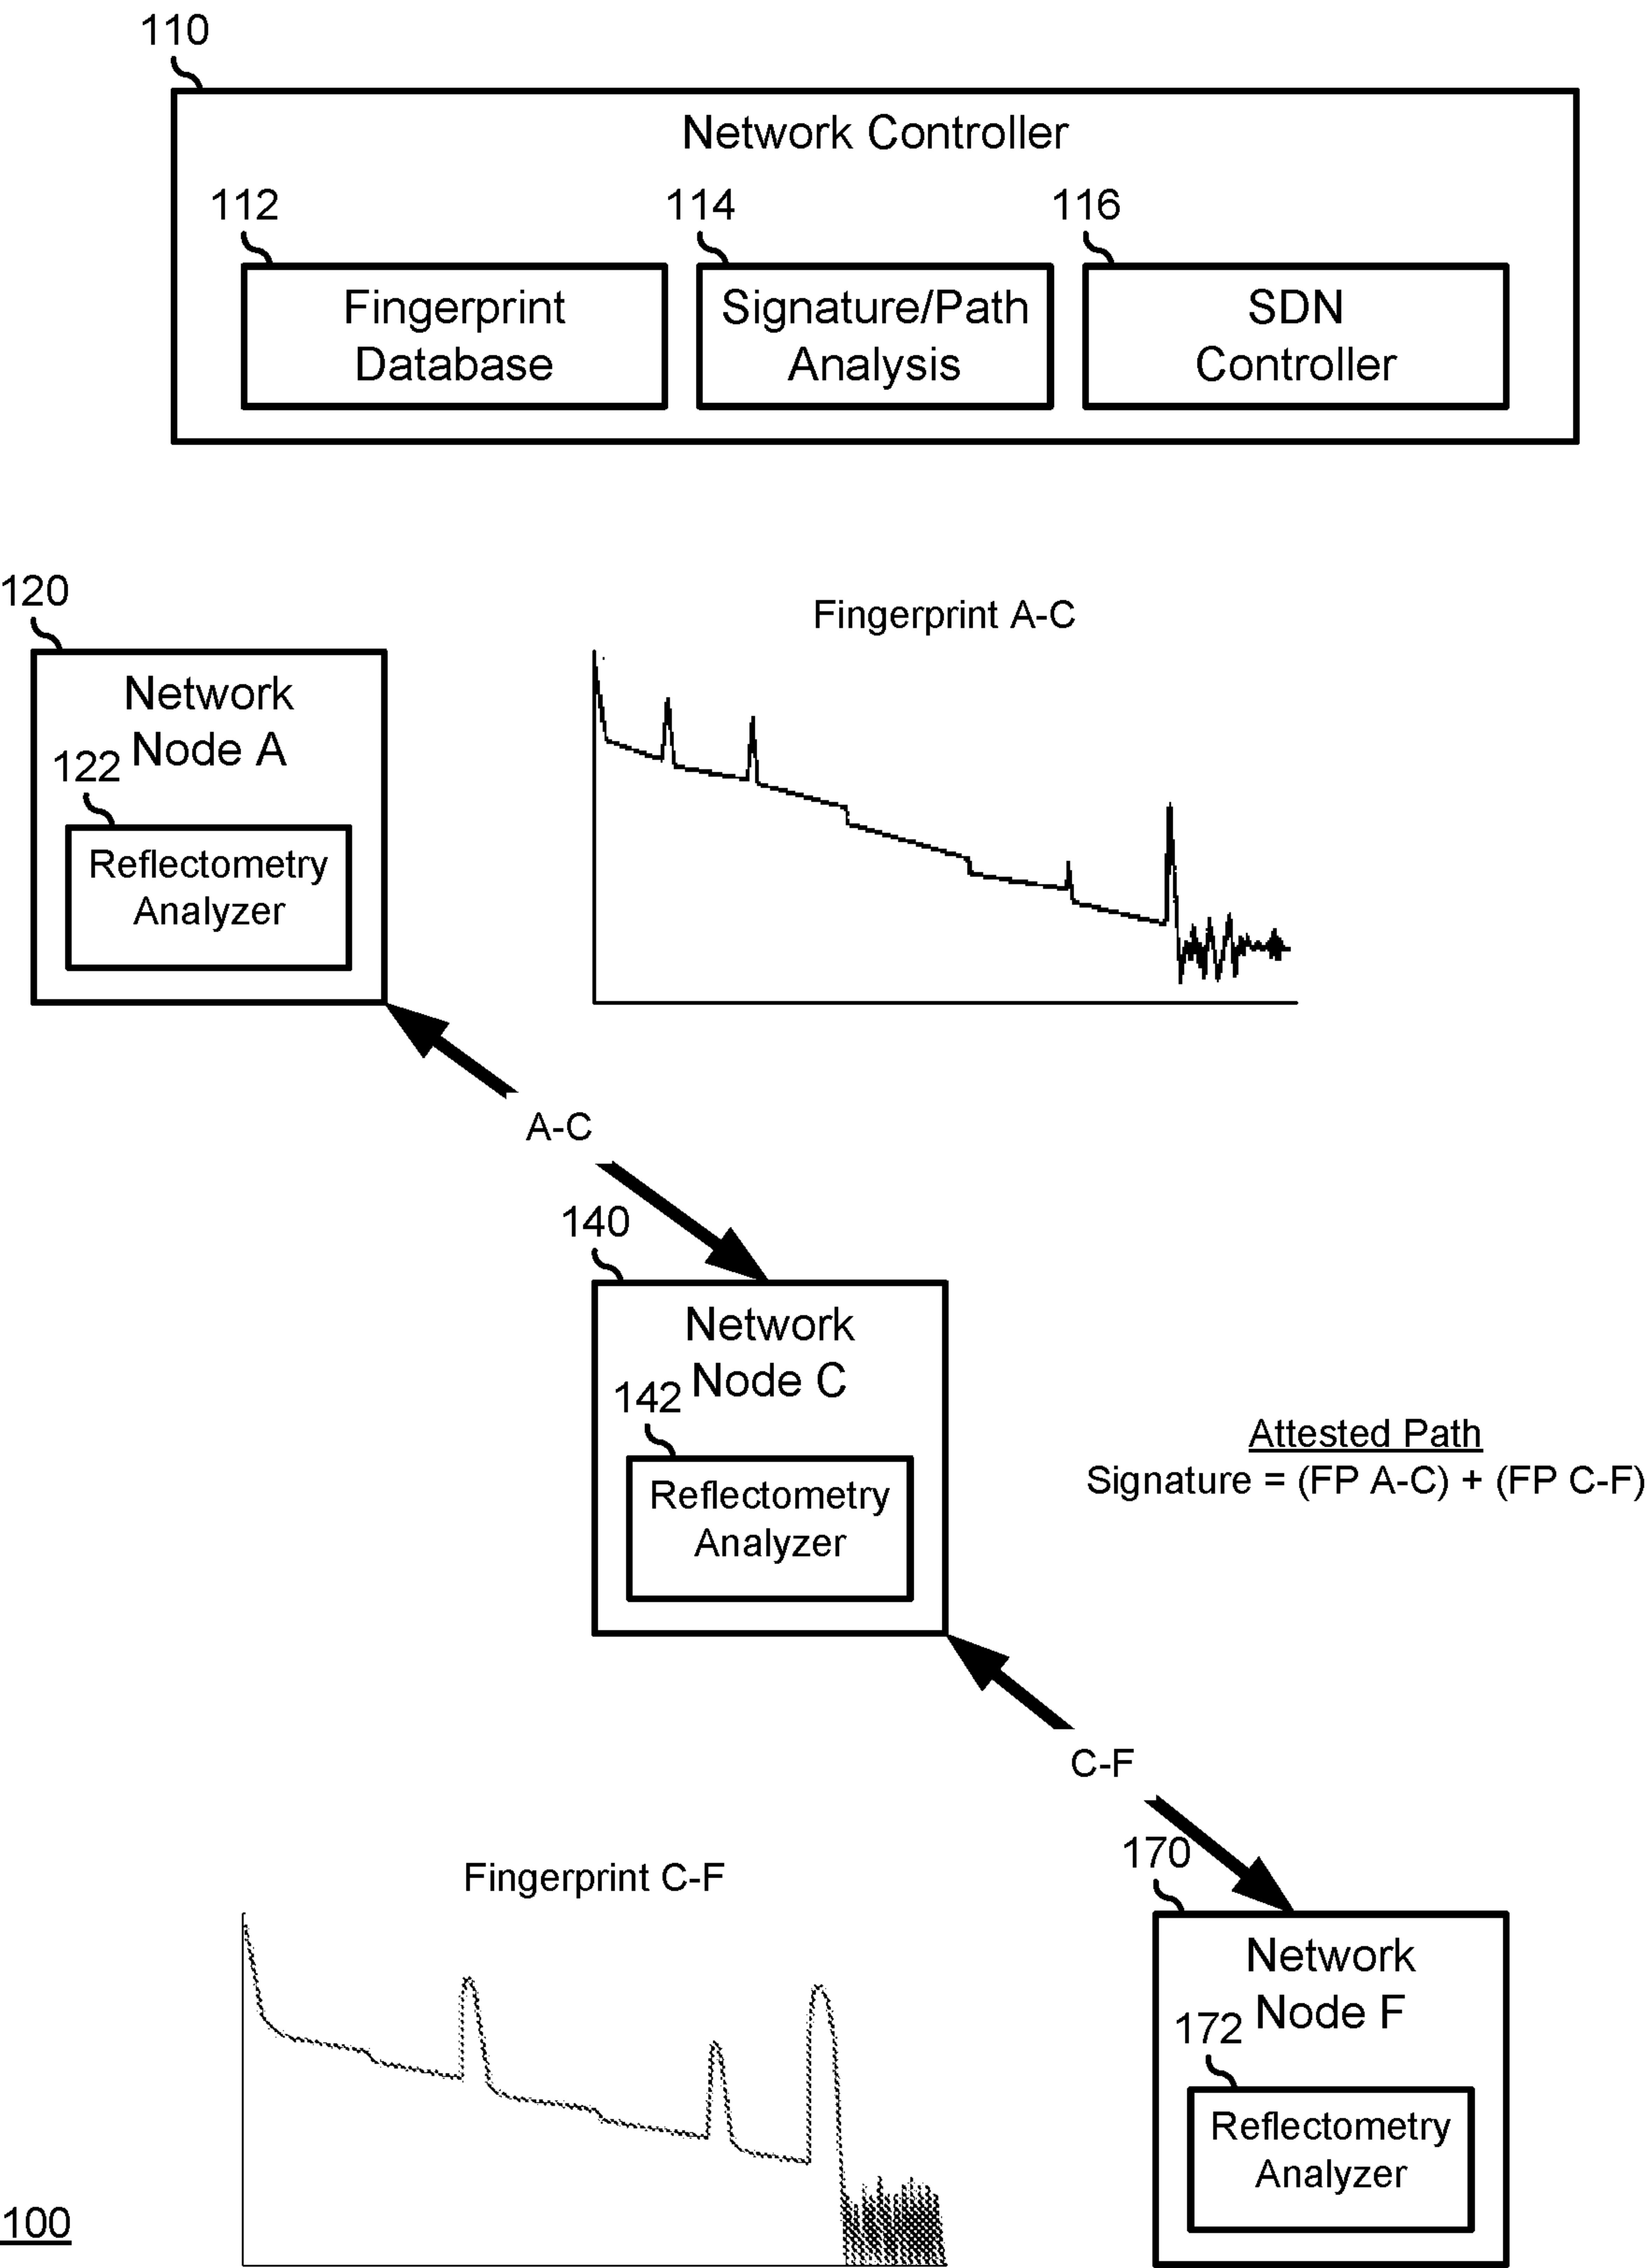 110
Network Controller
112
114
116
Fingerprint
Database
Signature/Path
Analysis
SDN
Controller
120
Network
Node A
122
Reflectometry
Analyzer
Fingerprint A-C
A-C
140
Network
Node C
142
Reflectometry
Analyzer
Attested Path
Signature = (FP A-C) + (FP C-F)
C-F
170
Network
Node F
172
Reflectometry
Analyzer
Fingerprint C-F
100